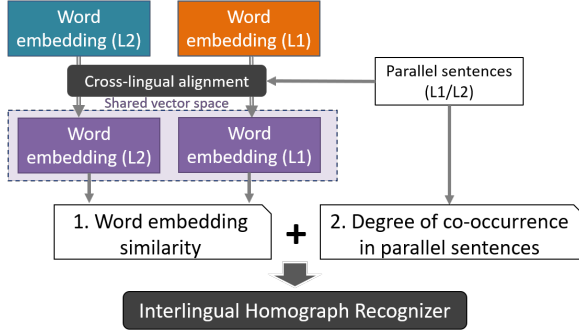 Word
embedding (L2)
Word
embedding (L1)
Cross-lingual alignment
Parallel sentences
(L1/L2)
Shared vector space
Word
embedding (L2)
Word
embedding (L1)
1. Word embedding
similarity
+
2. Degree of co-occurrence
in parallel sentences
Interlingual Homograph Recognizer